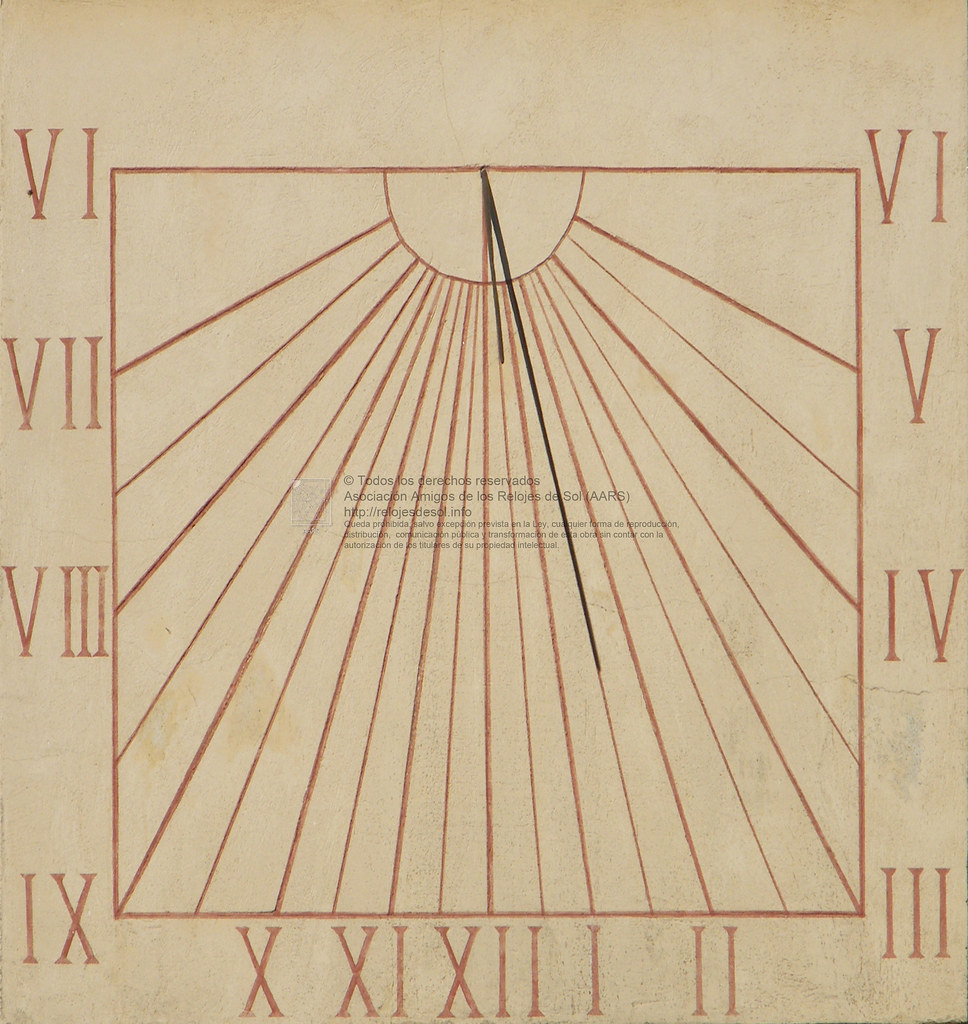 VI VI
VII V
© Todos los derechos reservados
Asociación Amigos de los Relojes de Sol (AARS)
http://relojesdesol.info
Queda prohibida, salvo excepción prevista en la Ley, cualquier forma de reproducción,
distribución, comunicación pública y transformación de esta obra sin contar con la
autorización de los titulares de su propiedad intelectual.
VIIII IV
IX III
X XI XII I II